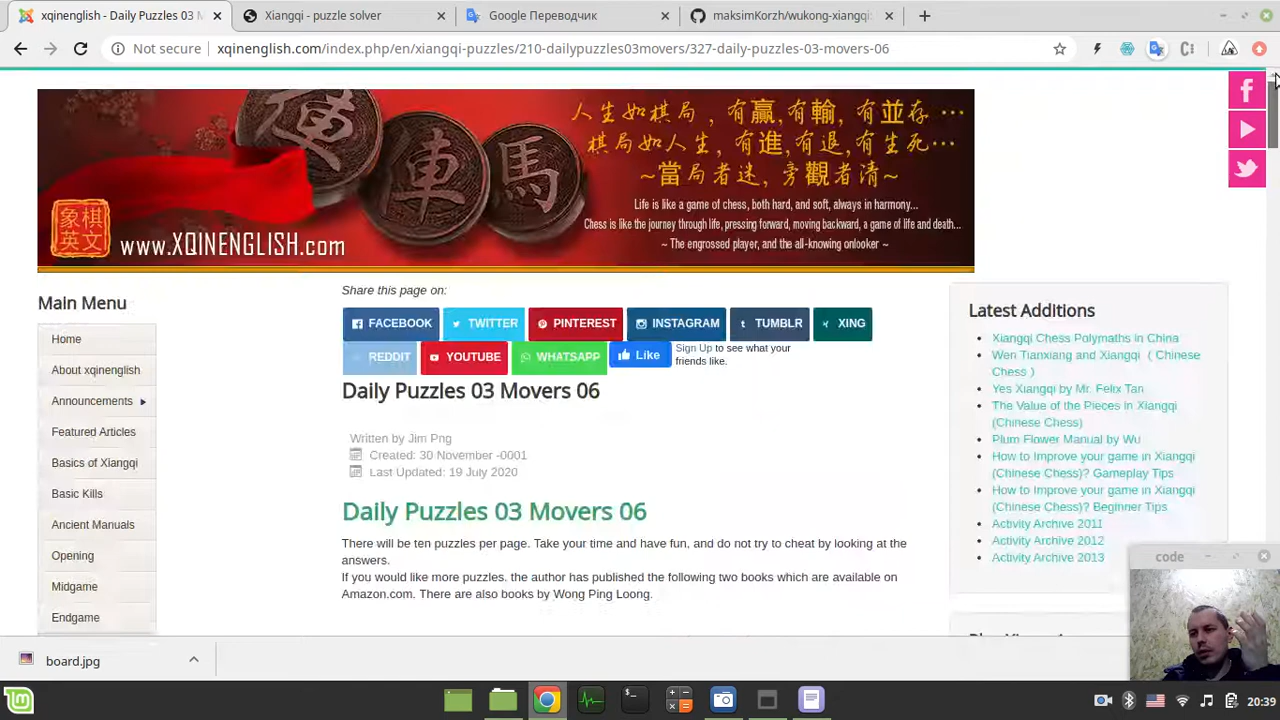 xqinenglish - Daily Puzzles 03 M
Xiangqi - puzzle solver
Google Переводчик
maksimKorzh/wukong-xiangqi:
Not secure
xqinenglish.com/index.php/en/xiangqi-puzzles/210-dailypuzzles03movers/327-daily-puzzles-03-movers-06
車馬
人生如棋局，有贏,有輸，有並存⋯
棋局如人生，有進,有退,有生死⋯
~當局者迷，旁觀者清~
Life is like a game of chess, both hard, and soft, always in harmony...
Chess is like the journey through life, pressing forward, moving backward, a game of life and death...
~ The engrossed player, and the all-knowing onlooker ~
象棋
英文
www.XQINENGLISH.com
Main Menu
Home
About xqinenglish
Announcements
Featured Articles
Basics of Xiangqi
Basic Kills
Ancient Manuals
Opening
Midgame
Endgame
Share this page on:
FACEBOOK
TWITTER
PINTEREST
INSTAGRAM
TUMBLR
XING
REDDIT
YOUTUBE
WHATSAPP
Like
Sign Up to see what your
friends like.
Daily Puzzles 03 Movers 06
Written by Jim Png
Created: 30 November -0001
Last Updated: 19 July 2020
Daily Puzzles 03 Movers 06
There will be ten puzzles per page. Take your time and have fun, and do not try to cheat by looking at the
answers.
If you would like more puzzles. the author has published the following two books which are available on
Amazon.com. There are also books by Wong Ping Loong.
Latest Additions
Xiangqi Chess Polymaths in China
Wen Tianxiang and Xiangqi （ Chinese
Chess ）
Yes Xiangqi by Mr. Felix Tan
The Value of the Pieces in Xiangqi
(Chinese Chess)
Plum Flower Manual by Wu
How to Improve your game in Xiangqi
(Chinese Chess)? Gameplay Tips
How to Improve your game in Xiangqi
(Chinese Chess)? Beginner Tips
Activity Archive 2011
Activity Archive 2012
Activity Archive 2013
code
board.jpg
20:39